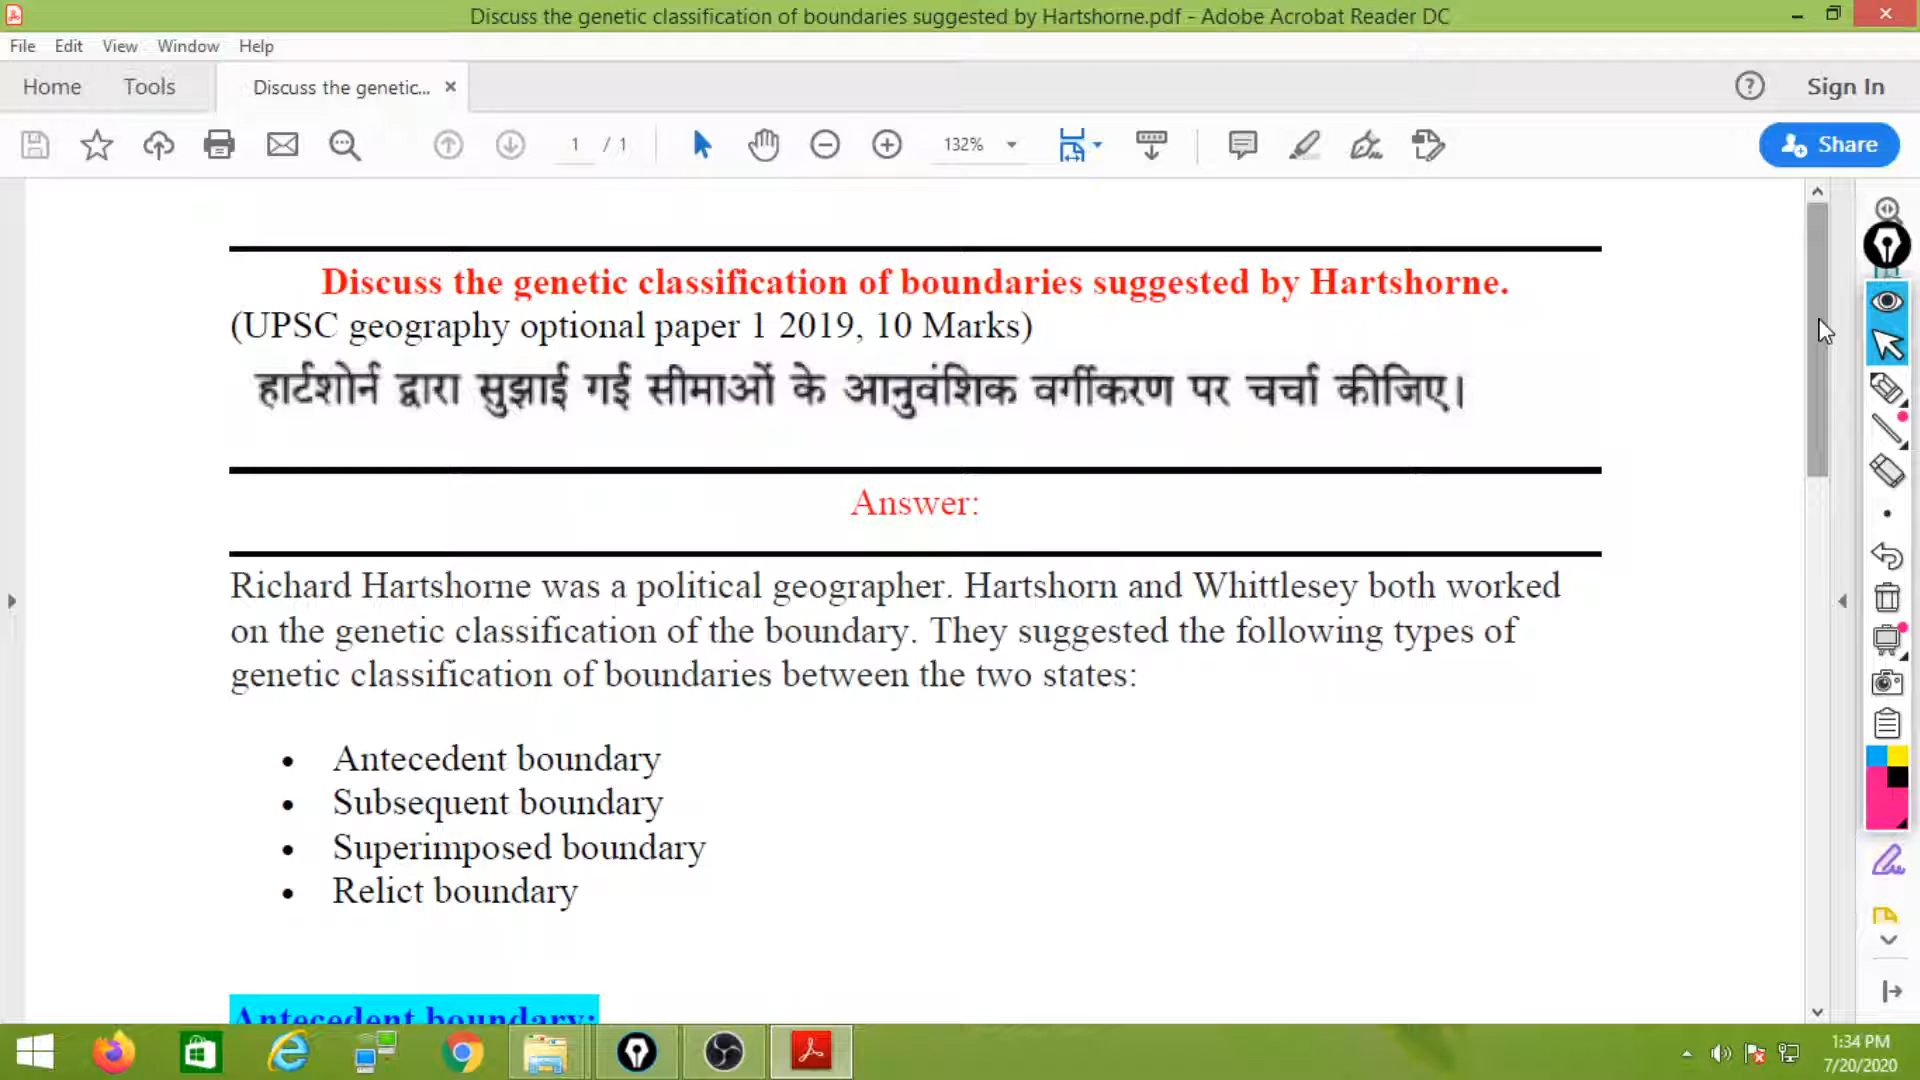 Discuss the genetic classification of boundaries suggested by Hartshorne.pdf - Adobe Acrobat Reader DC
File Edit View Window Help
Home Tools Discuss the genetic... × Sign In
1 / 1 132% Share
Discuss the genetic classification of boundaries suggested by Hartshorne.
(UPSC geography optional paper 1 2019, 10 Marks)
हार्टशोर्न द्वारा सुझाई गई सीमाओं के आनुवंशिक वर्गीकरण पर चर्चा कीजिए।
Answer:
Richard Hartshorne was a political geographer. Hartshorn and Whittlesey both worked
on the genetic classification of the boundary. They suggested the following types of
genetic classification of boundaries between the two states:
• Antecedent boundary
• Subsequent boundary
• Superimposed boundary
• Relict boundary
Antecedent boundary:
1:34 PM
7/20/2020